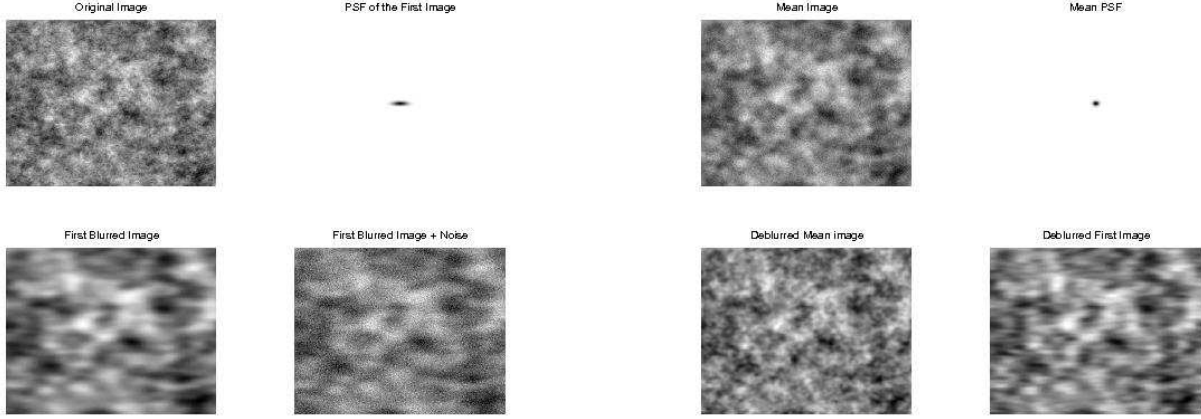 Original Image
PSF of the First Image
Mean Image
Mean PSF
First Blurred Image
First Blurred Image + Noise
Deblurred Mean image
Deblurred First Image